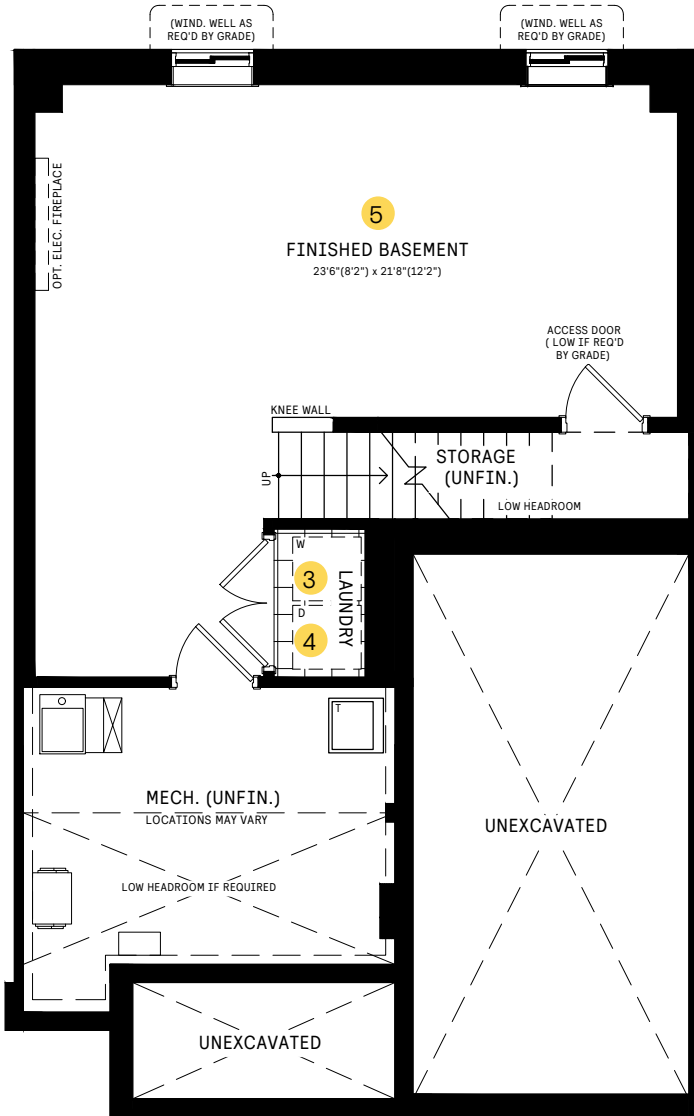 (WIND. WELL AS
REQ'D BY GRADE)
(WIND. WELL AS
REQ'D BY GRADE)
OPT. ELEC. FIREPLACE
5
FINISHED BASEMENT
23'6"(8'2") x 21'8"(12'2")
ACCESS DOOR
( LOW IF REQ'D
BY GRADE)
KNEE WALL
UP
STORAGE
(UNFIN.)
LOW HEADROOM
W
3
LAUNDRY
D
4
T
MECH. (UNFIN.)
LOCATIONS MAY VARY
UNEXCAVATED
LOW HEADROOM IF REQUIRED
UNEXCAVATED